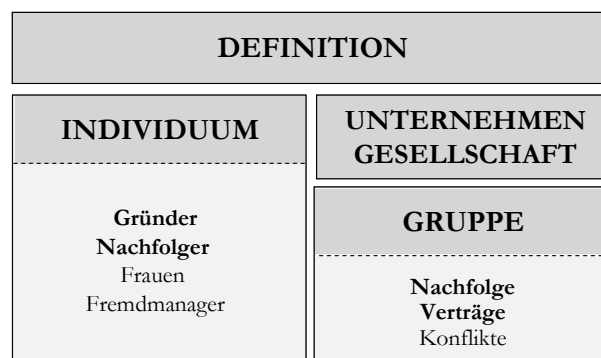 DEFINITION
INDIVIDUUM
Gründer
Nachfolger
Frauen
Fremdmanager
UNTERNEHMEN
GESELLSCHAFT
GRUPPE
Nachfolge
Verträge
Konflikte